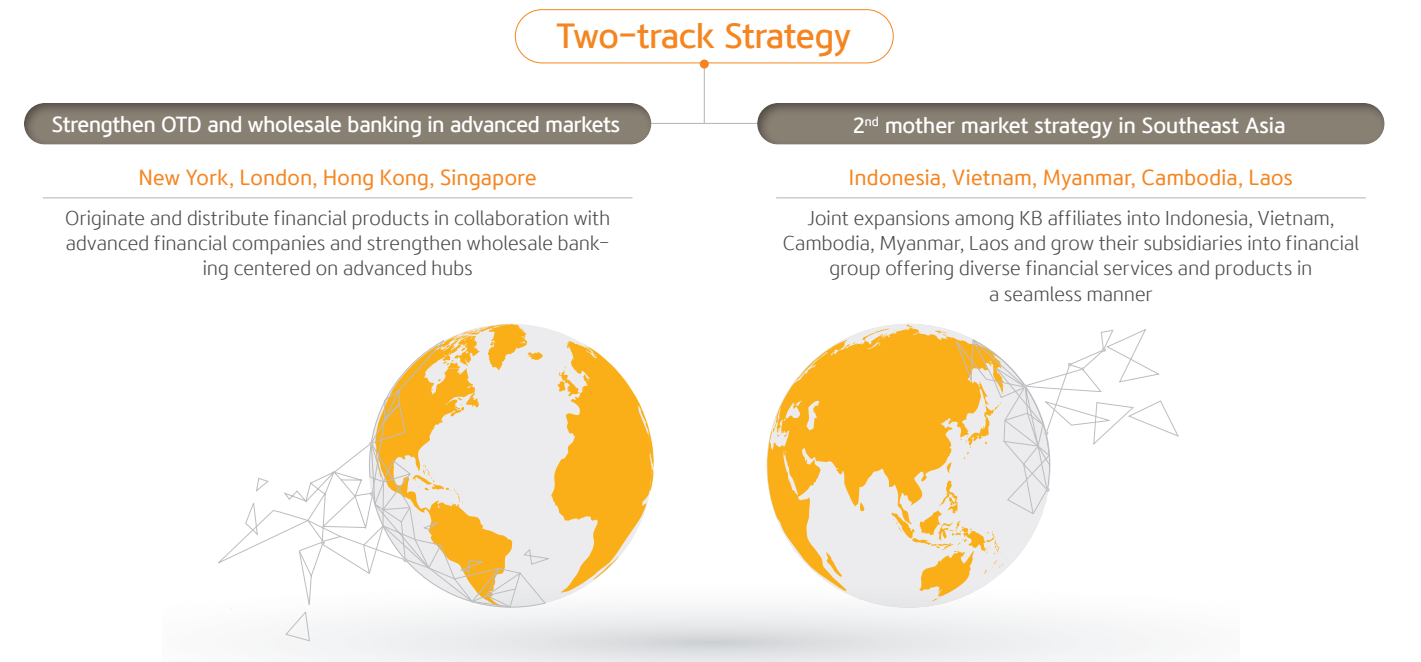 Two-track Strategy
Strengthen OTD and wholesale banking in advanced markets
New York, London, Hong Kong, Singapore
Originate and distribute financial products in collaboration with
advanced financial companies and strengthen wholesale bank-
ing centered on advanced hubs
2nd mother market strategy in Southeast Asia
Indonesia, Vietnam, Myanmar, Cambodia, Laos
Joint expansions among KB affiliates into Indonesia, Vietnam,
Cambodia, Myanmar, Laos and grow their subsidiaries into financial
group offering diverse financial services and products in
a seamless manner